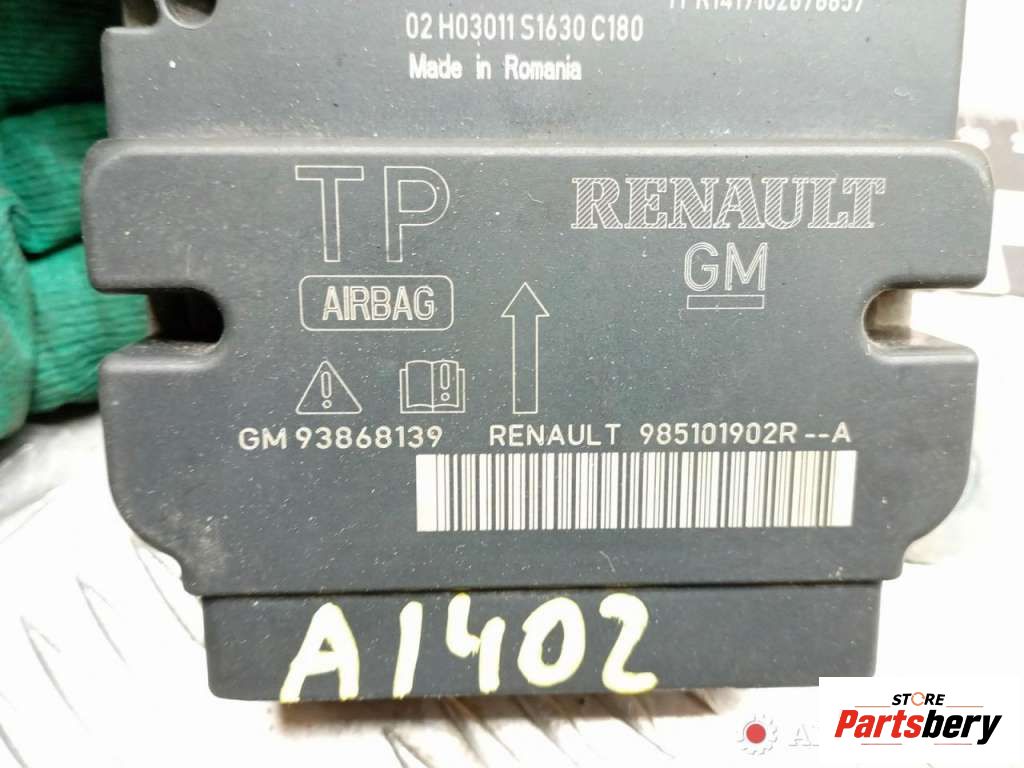 02 H03011 S1630 C180
Made in Romania
TP
RENAULT
GM
AIRBAG
GM 93868139 RENAULT 985101902R--A
A1402
STORE
Partsbery